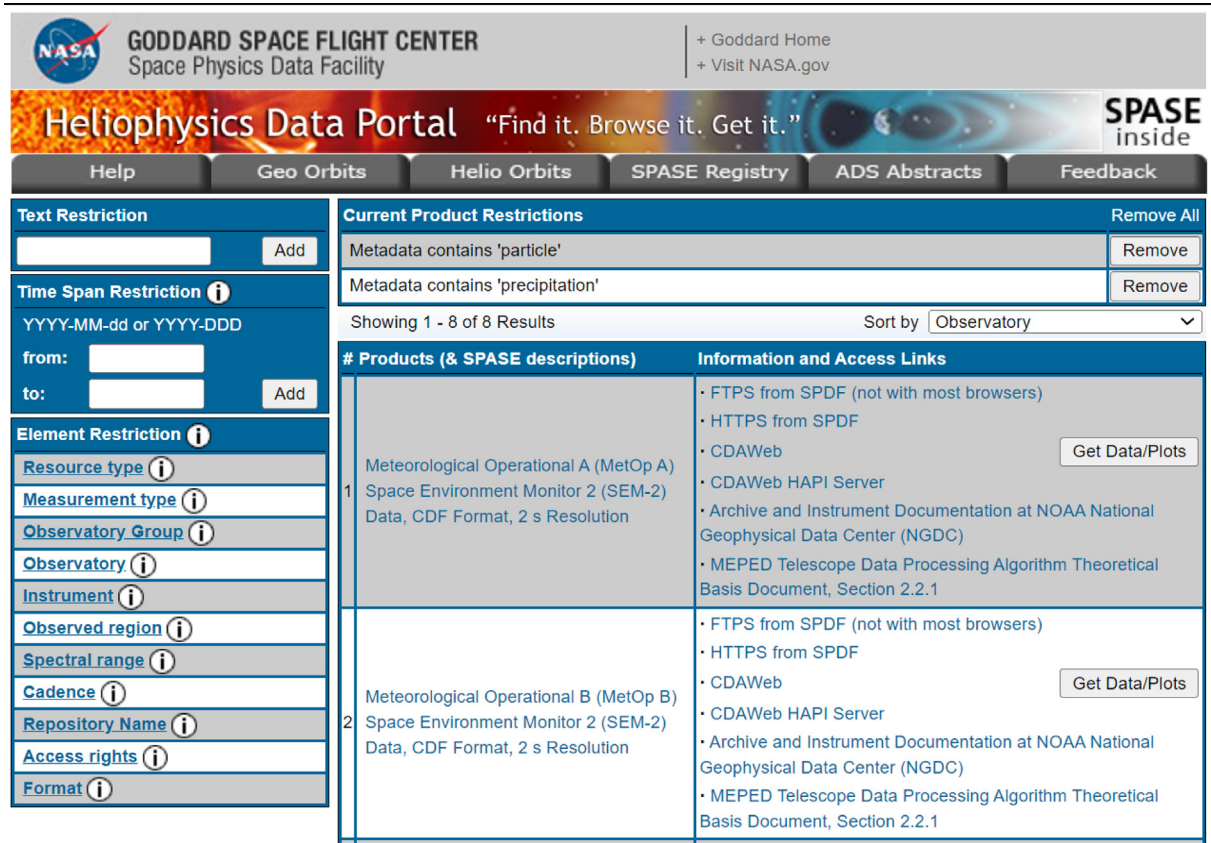 NASA
GODDARD SPACE FLIGHT CENTER
Space Physics Data Facility
+ Goddard Home
+ Visit NASA.gov
Heliophysics Data Portal “Find it. Browse it. Get it.”
SPASE
inside
Help Geo Orbits Helio Orbits SPASE Registry ADS Abstracts Feedback
Text Restriction
Add
Time Span Restriction i
YYYY-MM-dd or YYYY-DDD
from:
to: Add
Element Restriction i
Resource type i
Measurement type i
Observatory Group i
Observatory i
Instrument i
Observed region i
Spectral range i
Cadence i
Repository Name i
Access rights i
Format i
Current Product Restrictions Remove All
Metadata contains 'particle' Remove
Metadata contains 'precipitation' Remove
Showing 1 - 8 of 8 Results Sort by Observatory
# Products (& SPASE descriptions) Information and Access Links
1
Meteorological Operational A (MetOp A)
Space Environment Monitor 2 (SEM-2)
Data, CDF Format, 2 s Resolution
· FTPS from SPDF (not with most browsers)
· HTTPS from SPDF
· CDAWeb Get Data/Plots
· CDAWeb HAPI Server
· Archive and Instrument Documentation at NOAA National
Geophysical Data Center (NGDC)
· MEPED Telescope Data Processing Algorithm Theoretical
Basis Document, Section 2.2.1
2
Meteorological Operational B (MetOp B)
Space Environment Monitor 2 (SEM-2)
Data, CDF Format, 2 s Resolution
· FTPS from SPDF (not with most browsers)
· HTTPS from SPDF
· CDAWeb Get Data/Plots
· CDAWeb HAPI Server
· Archive and Instrument Documentation at NOAA National
Geophysical Data Center (NGDC)
· MEPED Telescope Data Processing Algorithm Theoretical
Basis Document, Section 2.2.1